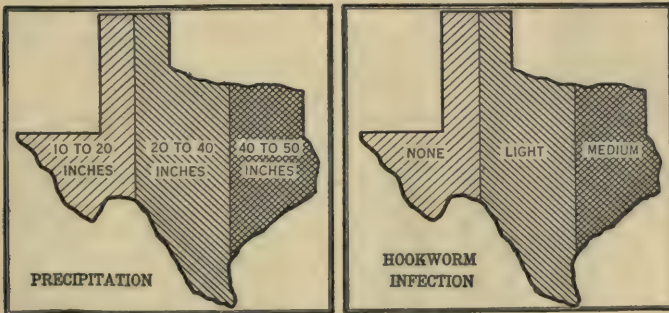 10 TO 20
INCHES
20 TO 40
INCHES
40 TO 50
INCHES
PRECIPITATION
NONE
LIGHT
MEDIUM
HOOKWORM
INFECTION